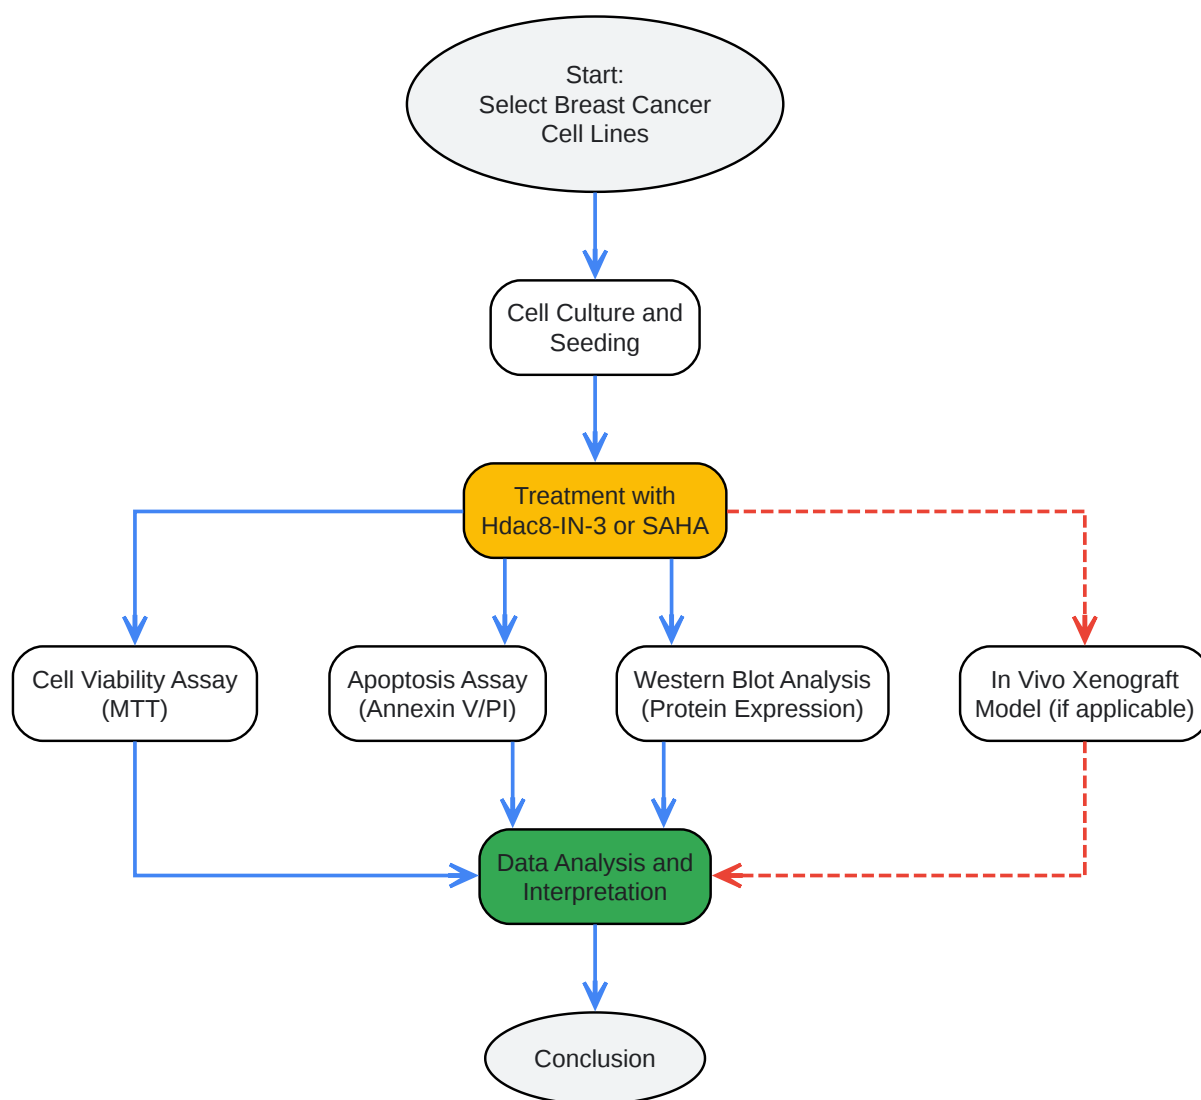 Start:
Select Breast Cancer
Cell Lines
Cell Culture and
Seeding
Treatment with
Hdac8-IN-3 or SAHA
Cell Viability Assay
(MTT)
Apoptosis Assay
(Annexin V/PI)
Western Blot Analysis
(Protein Expression)
In Vivo Xenograft
Model (if applicable)
Data Analysis and
Interpretation
Conclusion